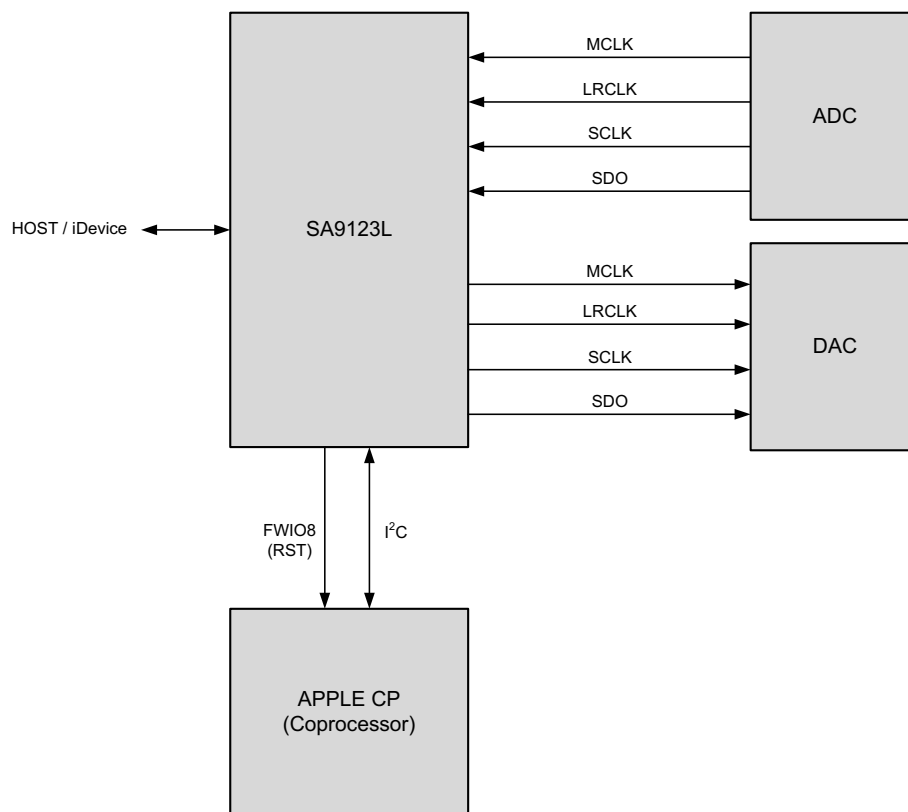 MCLK
LRCLK
SCLK
SDO
ADC
HOST / iDevice
SA9123L
MCLK
LRCLK
SCLK
SDO
DAC
FWIO8
(RST)
I²C
APPLE CP
(Coprocessor)